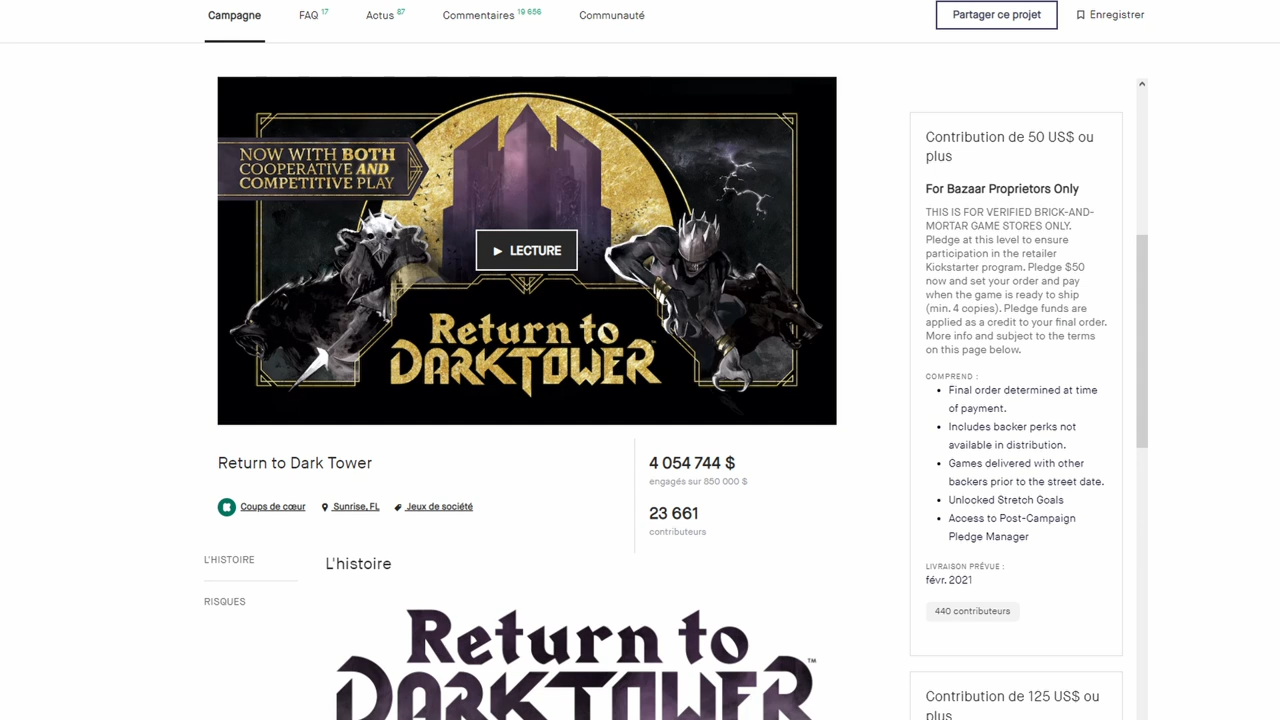 Campagne
FAQ 17
Actus 87
Commentaires 19 656
Communauté
Partager ce projet
Enregistrer
NOW WITH BOTH
COOPERATIVE AND
COMPETITIVE PLAY
LECTURE
Return to
DARK TOWER
Return to Dark Tower
4 054 744 $
engagés sur 850 000 $
Coups de cœur
Sunrise, FL
Jeux de société
23 661
contributeurs
L'HISTOIRE
RISQUES
L'histoire
Return to
DARK TOWER™
Contribution de 50 US$ ou
plus
For Bazaar Proprietors Only
THIS IS FOR VERIFIED BRICK-AND-
MORTAR GAME STORES ONLY.
Pledge at this level to ensure
participation in the retailer
Kickstarter program. Pledge $50
now and set your order and pay
when the game is ready to ship
(min. 4 copies). Pledge funds are
applied as a credit to your final order.
More info and subject to the terms
on this page below.
COMPREND :
Final order determined at time
of payment.
Includes backer perks not
available in distribution.
Games delivered with other
backers prior to the street date.
Unlocked Stretch Goals
Access to Post-Campaign
Pledge Manager
LIVRAISON PRÉVUE :
févr. 2021
440 contributeurs
Contribution de 125 US$ ou
plus